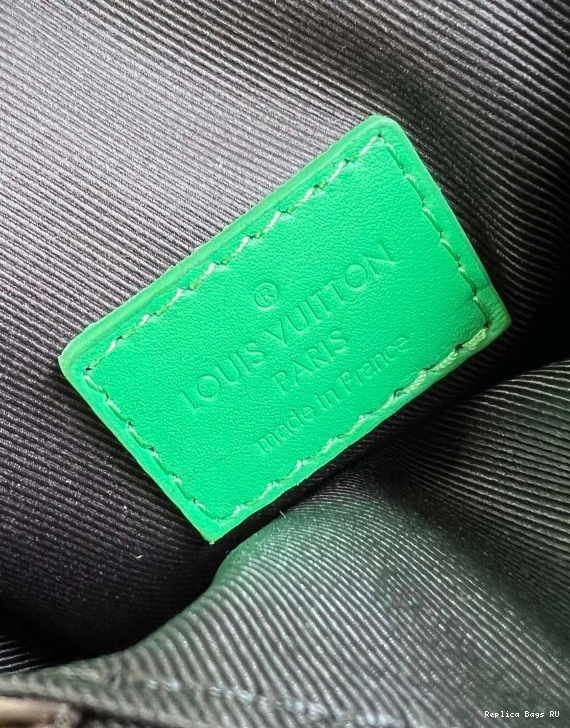 ®
LOUIS VUITTON
PARIS
made in France
Replica Bags RU